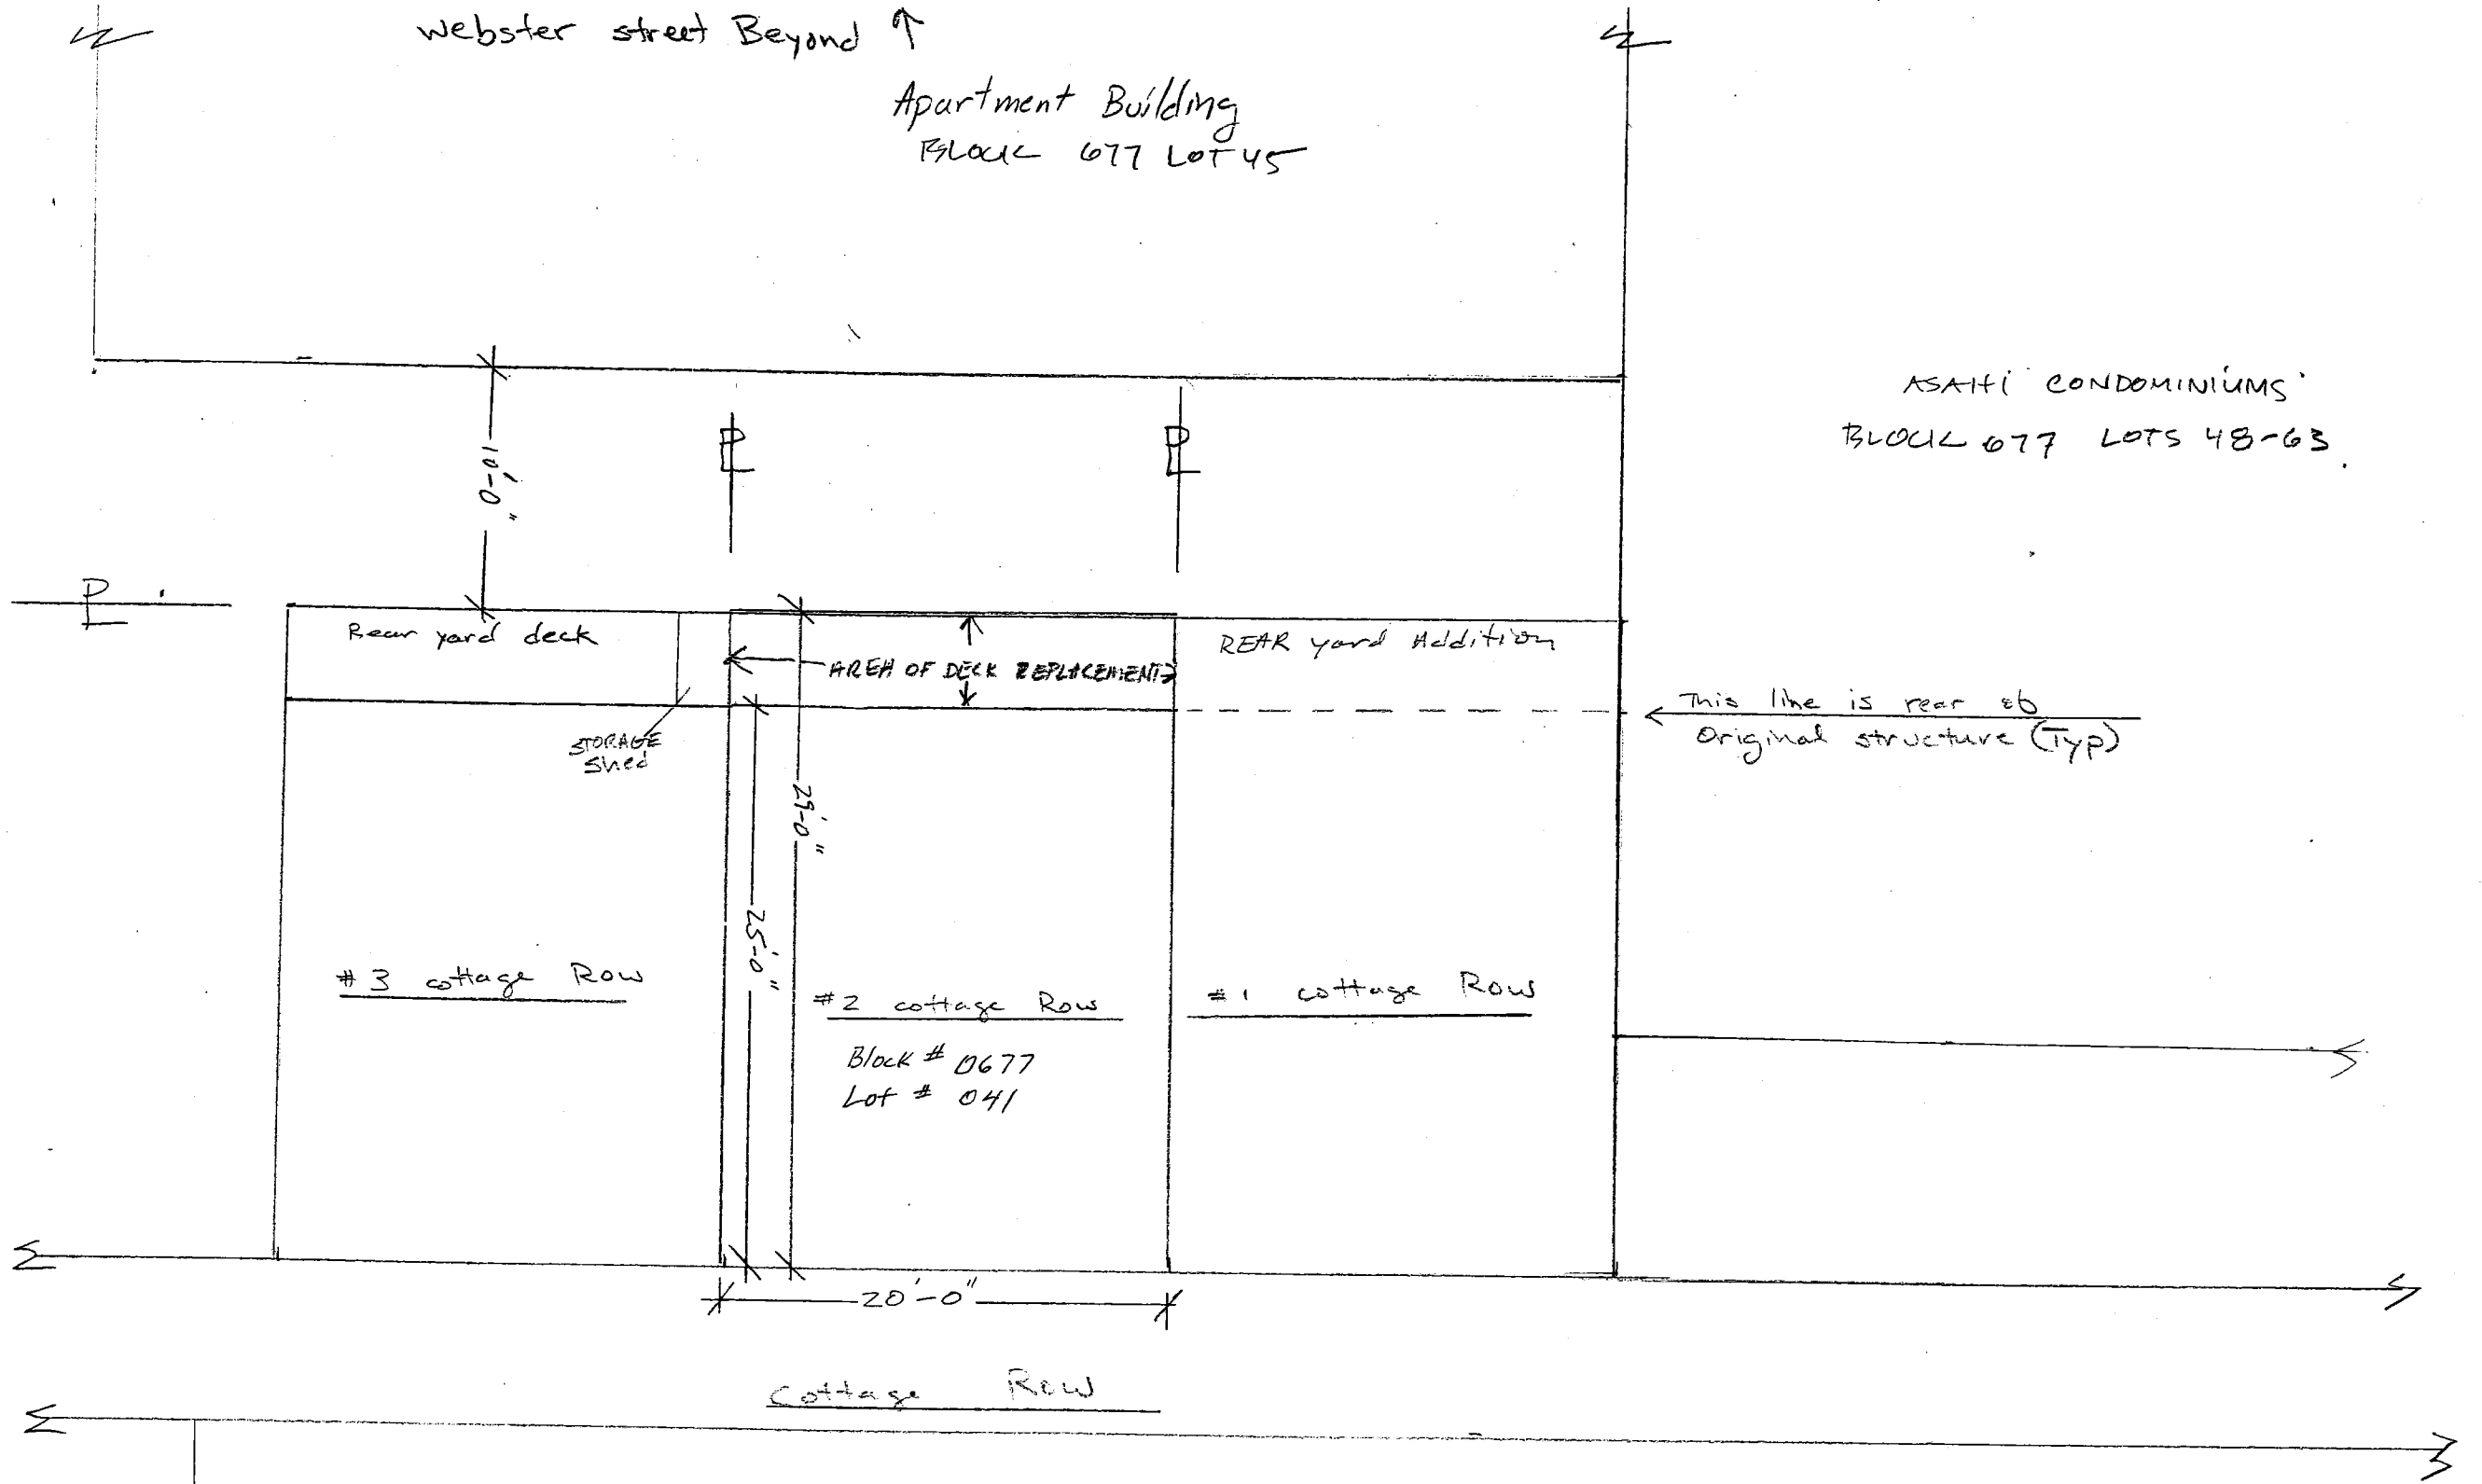 Webster street Beyond ↑
Apartment Building
BLOCK 677 LOT 45
ASAHI CONDOMINIUMS
BLOCK 677 LOTS 48-63
PL
PL
10'-0"
PL
Rear yard deck
AREA OF DECK REPLACEMENT
REAR yard Addition
This line is rear of
Original structure (Typ)
STORAGE
Shed
29'-0"
25'-0"
#3 cottage Row
#2 cottage Row
Block # 0677
Lot # 041
#1 cottage Row
20'-0"
Cottage Row